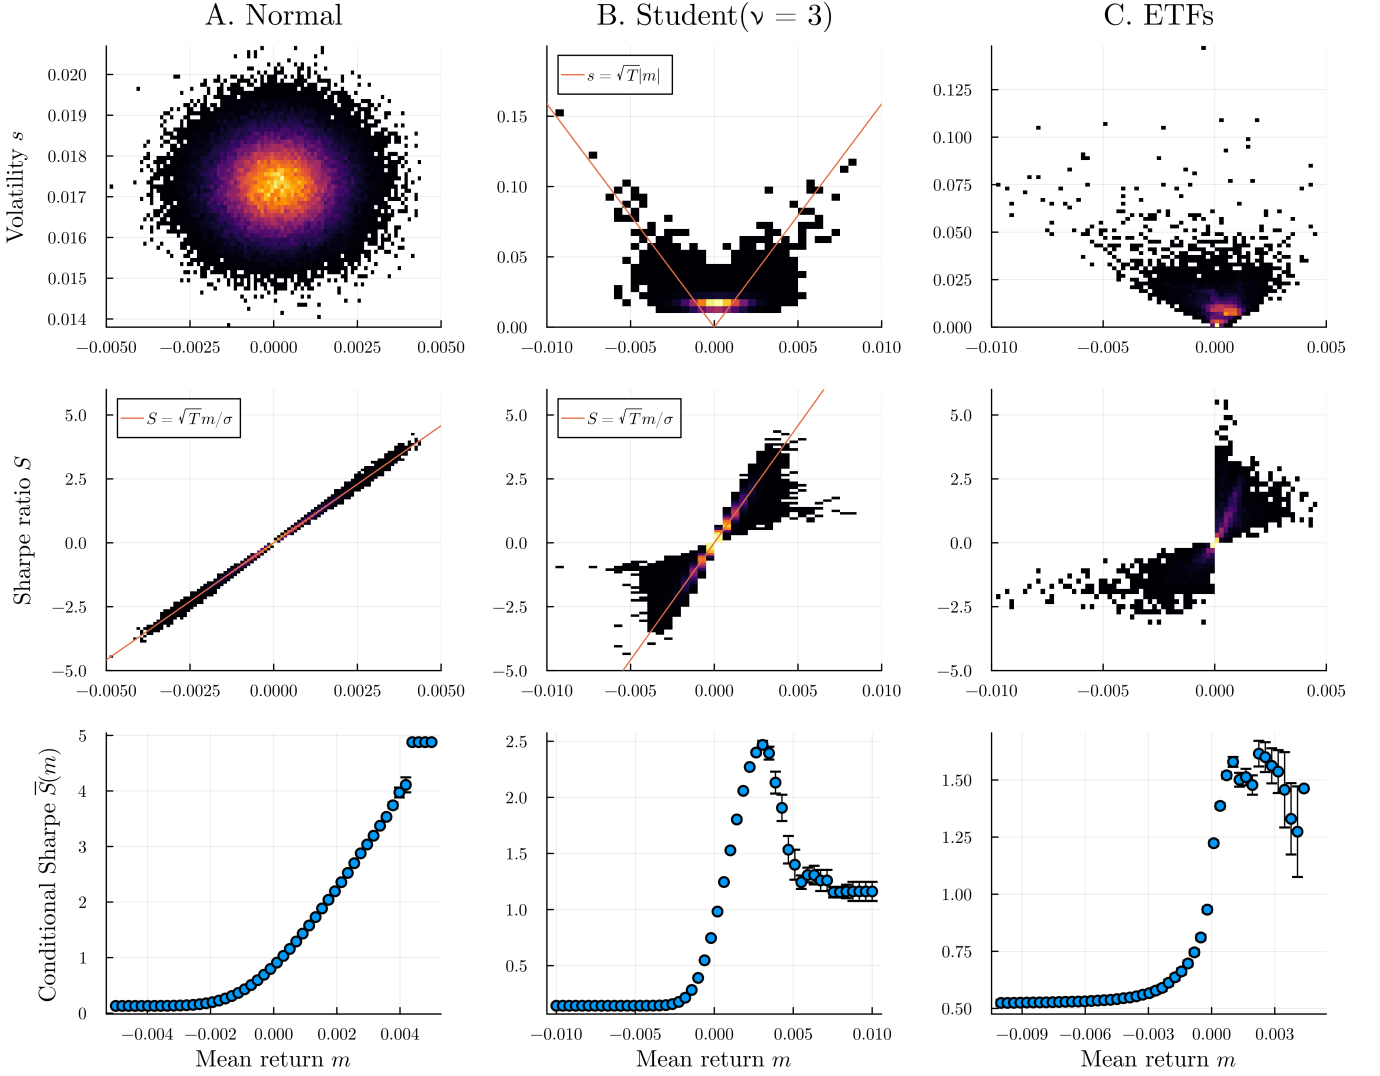 A. Normal
B. Student(ν = 3)
C. ETFs
Volatility s
0.020
0.019
0.018
0.017
0.016
0.015
0.014
−0.0050 −0.0025 0.0000 0.0025 0.0050
s = √T|m|
0.15
0.10
0.05
0.00
−0.010 −0.005 0.000 0.005 0.010
0.125
0.100
0.075
0.050
0.025
0.000
−0.010 −0.005 0.000 0.005
Sharpe ratio S
S = √Tm/σ
5.0
2.5
0.0
−2.5
−5.0
−0.0050 −0.0025 0.0000 0.0025 0.0050
S = √Tm/σ
5.0
2.5
0.0
−2.5
−5.0
−0.010 −0.005 0.000 0.005 0.010
5.0
2.5
0.0
−2.5
−5.0
−0.010 −0.005 0.000 0.005
Conditional Sharpe S̅(m)
5
4
3
2
1
0
−0.004 −0.002 0.000 0.002 0.004
Mean return m
2.5
2.0
1.5
1.0
0.5
−0.010 −0.005 0.000 0.005 0.010
Mean return m
1.50
1.25
1.00
0.75
0.50
−0.009 −0.006 −0.003 0.000 0.003
Mean return m